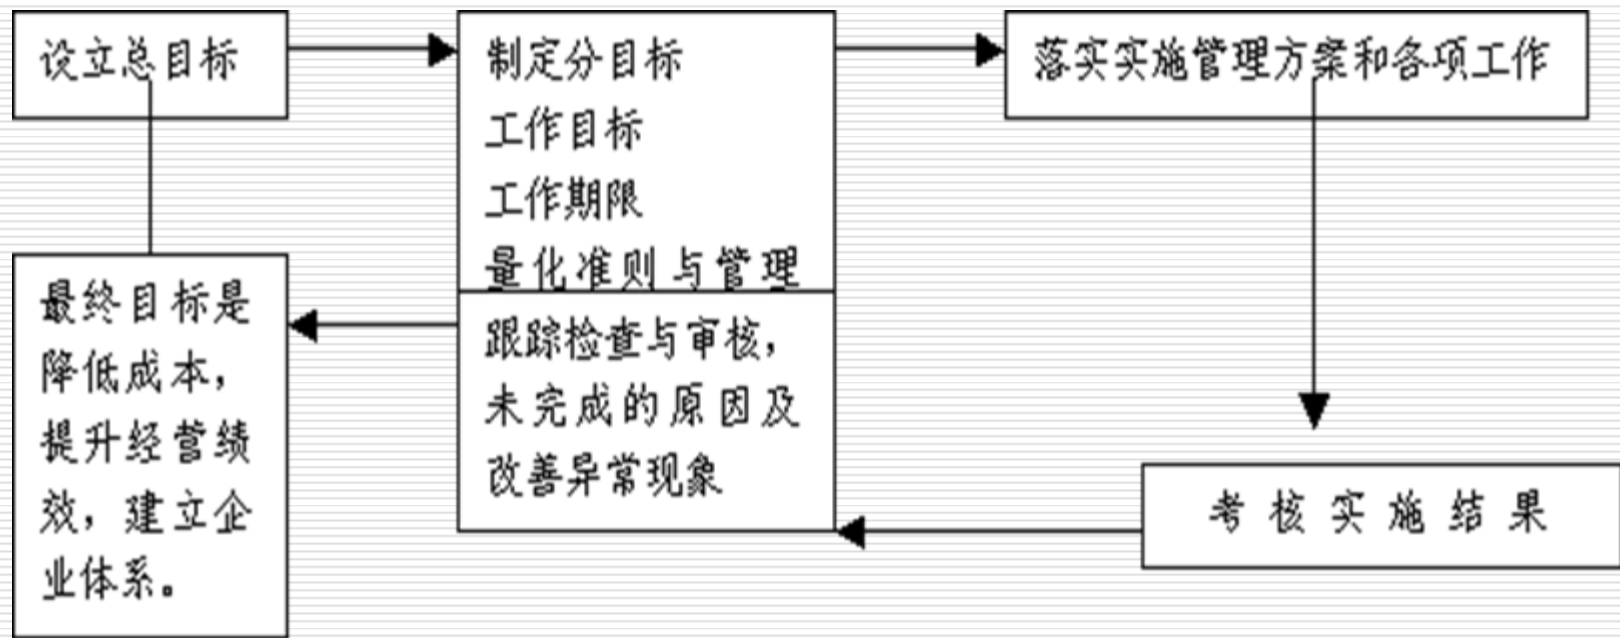 设立总目标
制定分目标
工作目标
工作期限
量化准则与管理
落实实施管理方案和各项工作
考核实施结果
跟踪检查与审核，
未完成的原因及
改善异常现象
最终目标是
降低成本，
提升经营绩
效，建立企
业体系。